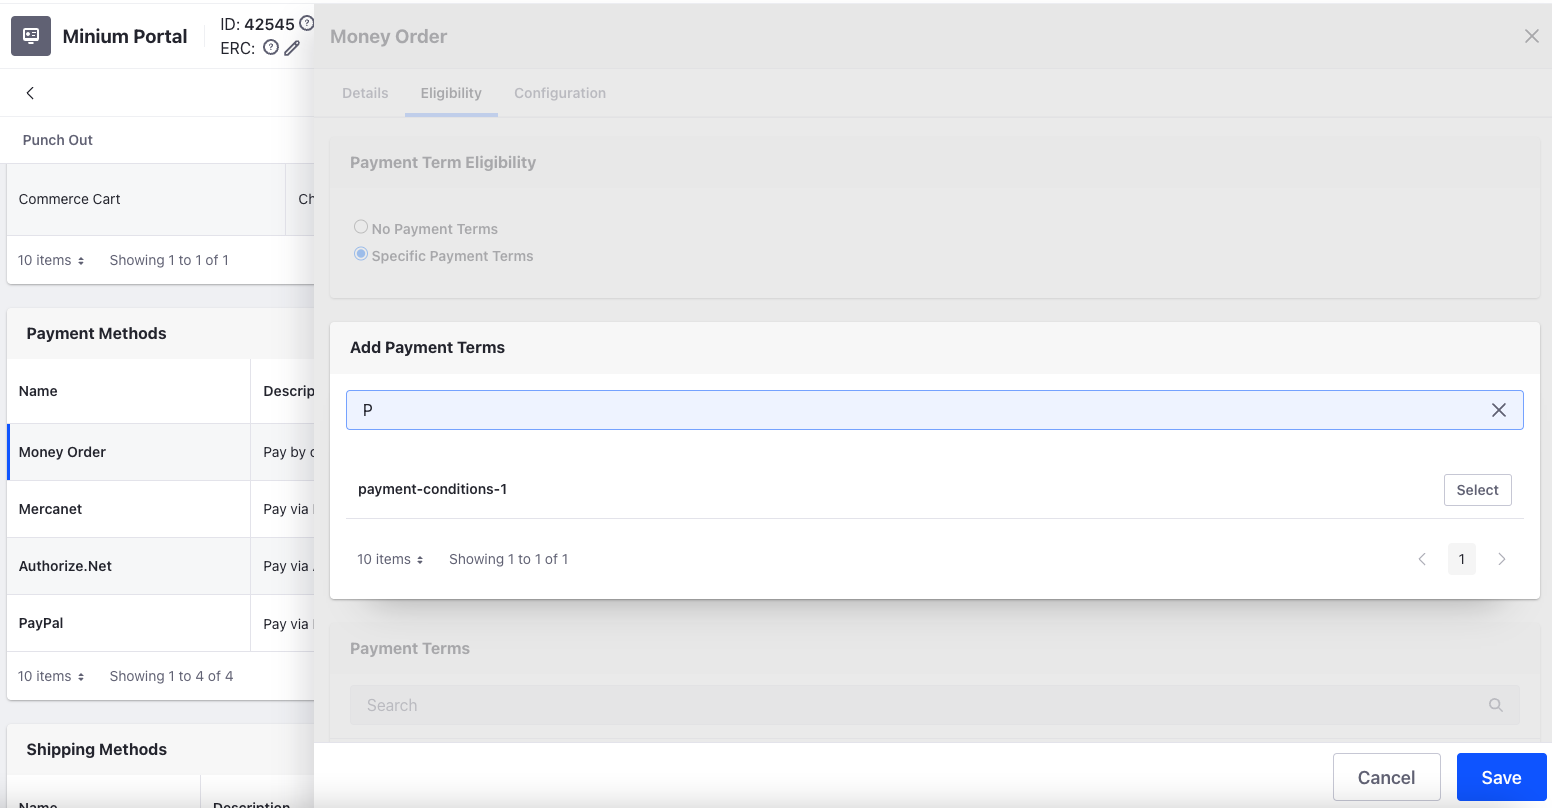 Minium Portal
ID: 42545
ERC:
Punch Out
Commerce Cart
Ch
10 items Showing 1 to 1 of 1
Payment Methods
Name Descrip
Money Order Pay by
Mercanet Pay via
Authorize.Net Pay via
PayPal Pay via
10 items Showing 1 to 4 of 4
Shipping Methods
Name Description
Money Order
Details Eligibility Configuration
Payment Term Eligibility
No Payment Terms
Specific Payment Terms
Add Payment Terms
P
payment-conditions-1 Select
10 items Showing 1 to 1 of 1 1
Payment Terms
Search
Cancel Save